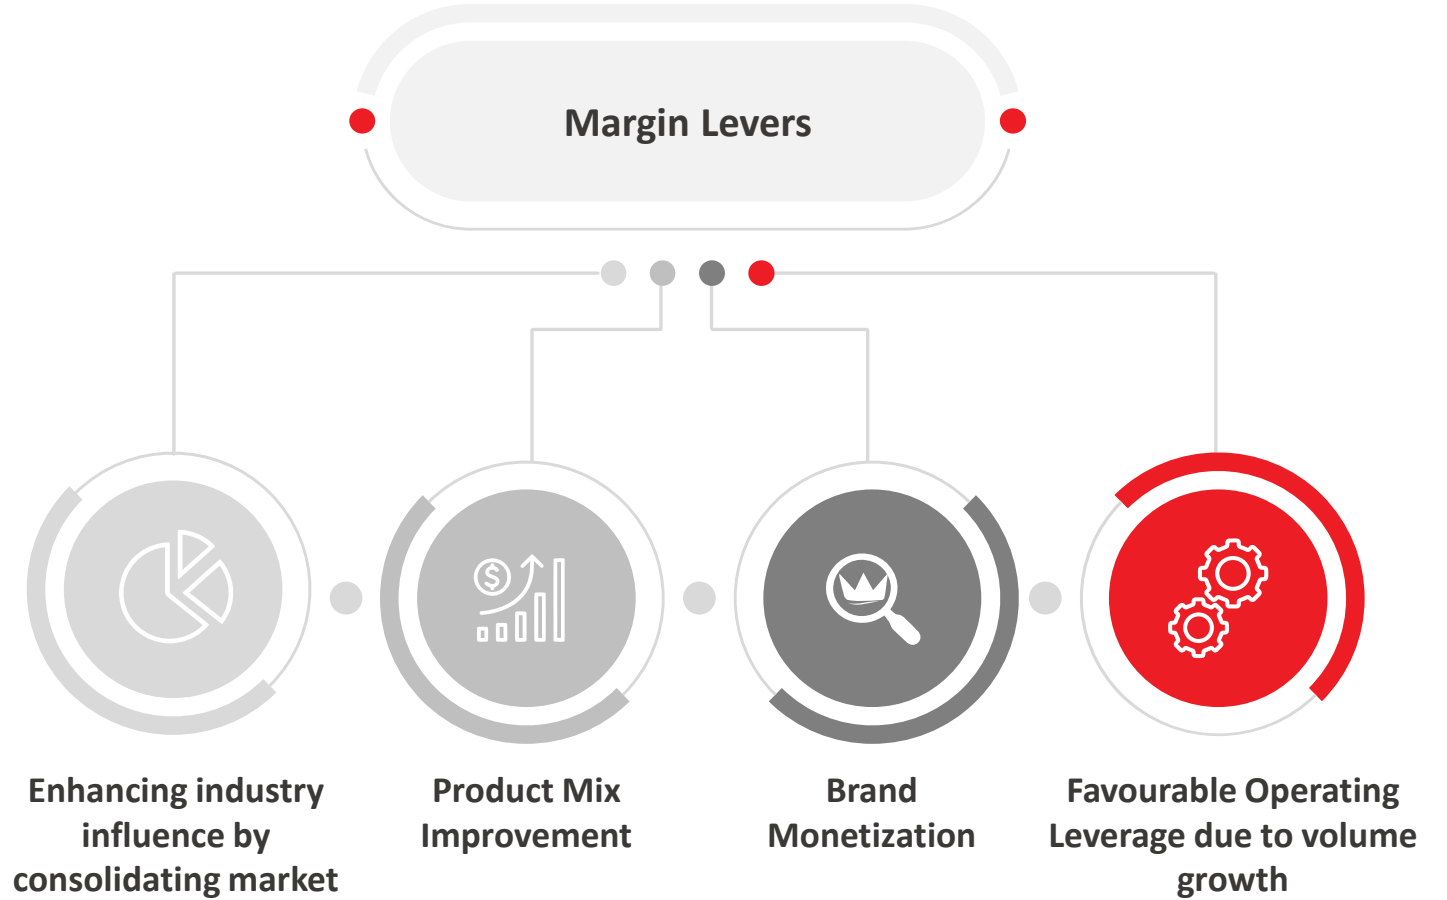 Margin Levers
Enhancing industry
influence by
consolidating market
Product Mix
Improvement
Brand
Monetization
Favourable Operating
Leverage due to volume
growth